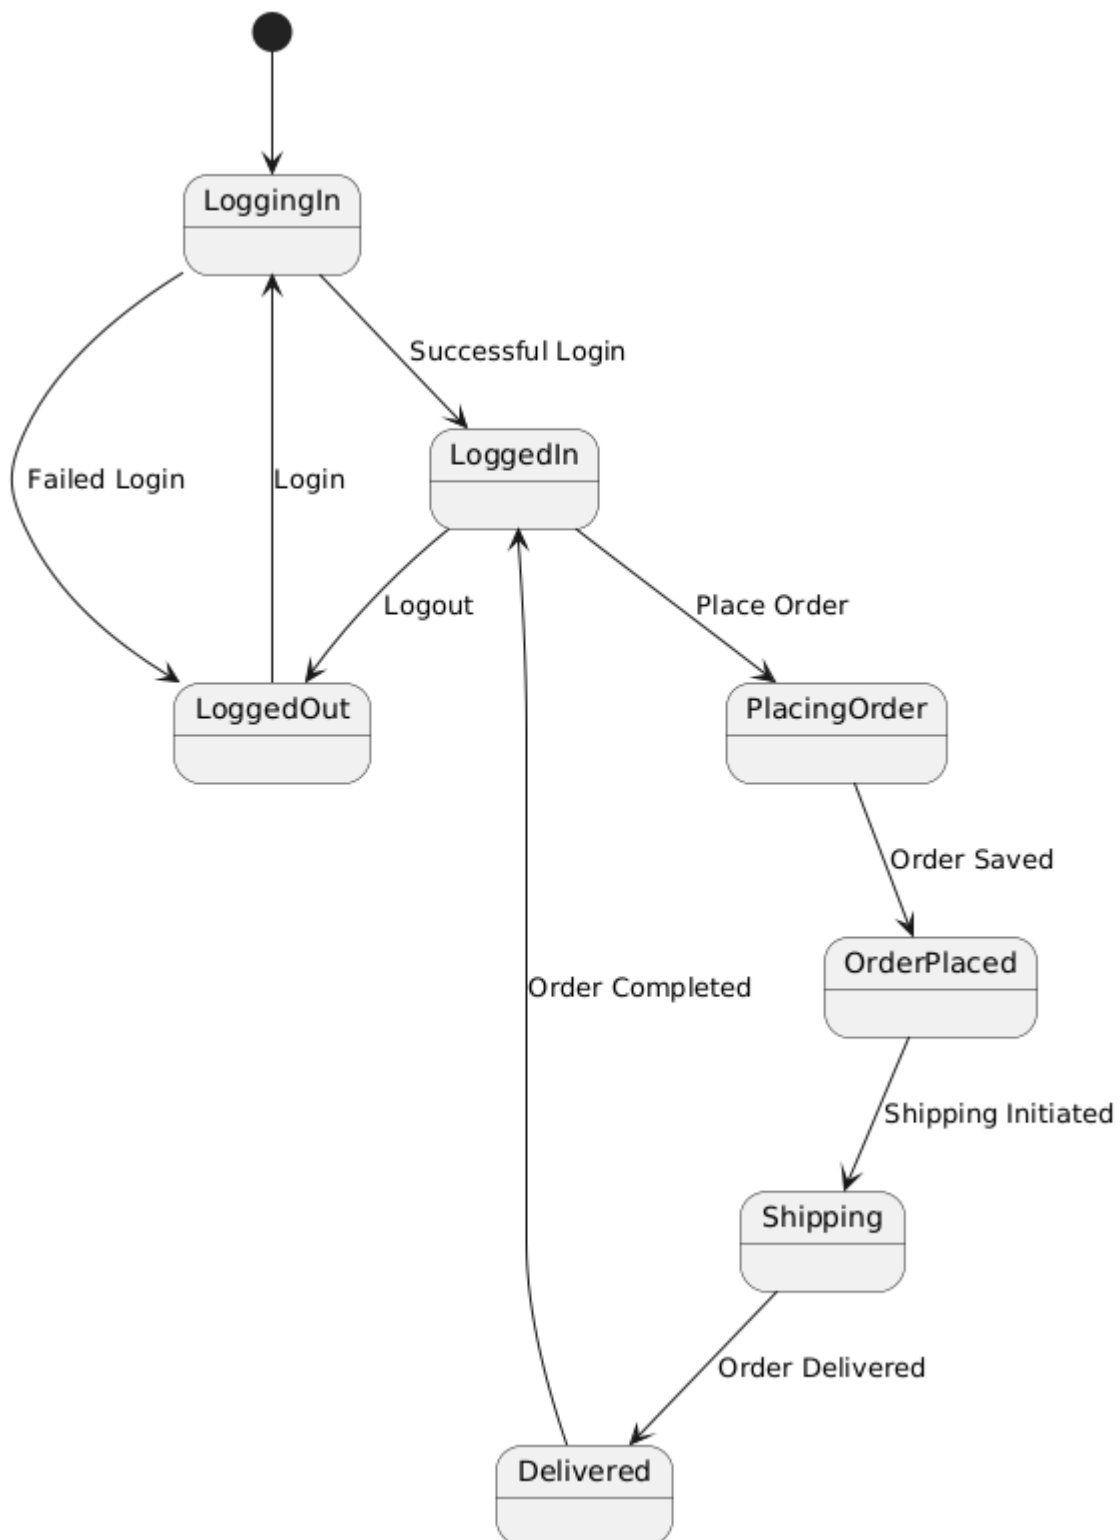 LoggingIn
Successful Login
LoggedIn
Failed Login
Login
Logout
Place Order
LoggedOut
PlacingOrder
Order Saved
OrderPlaced
Order Completed
Shipping Initiated
Shipping
Order Delivered
Delivered